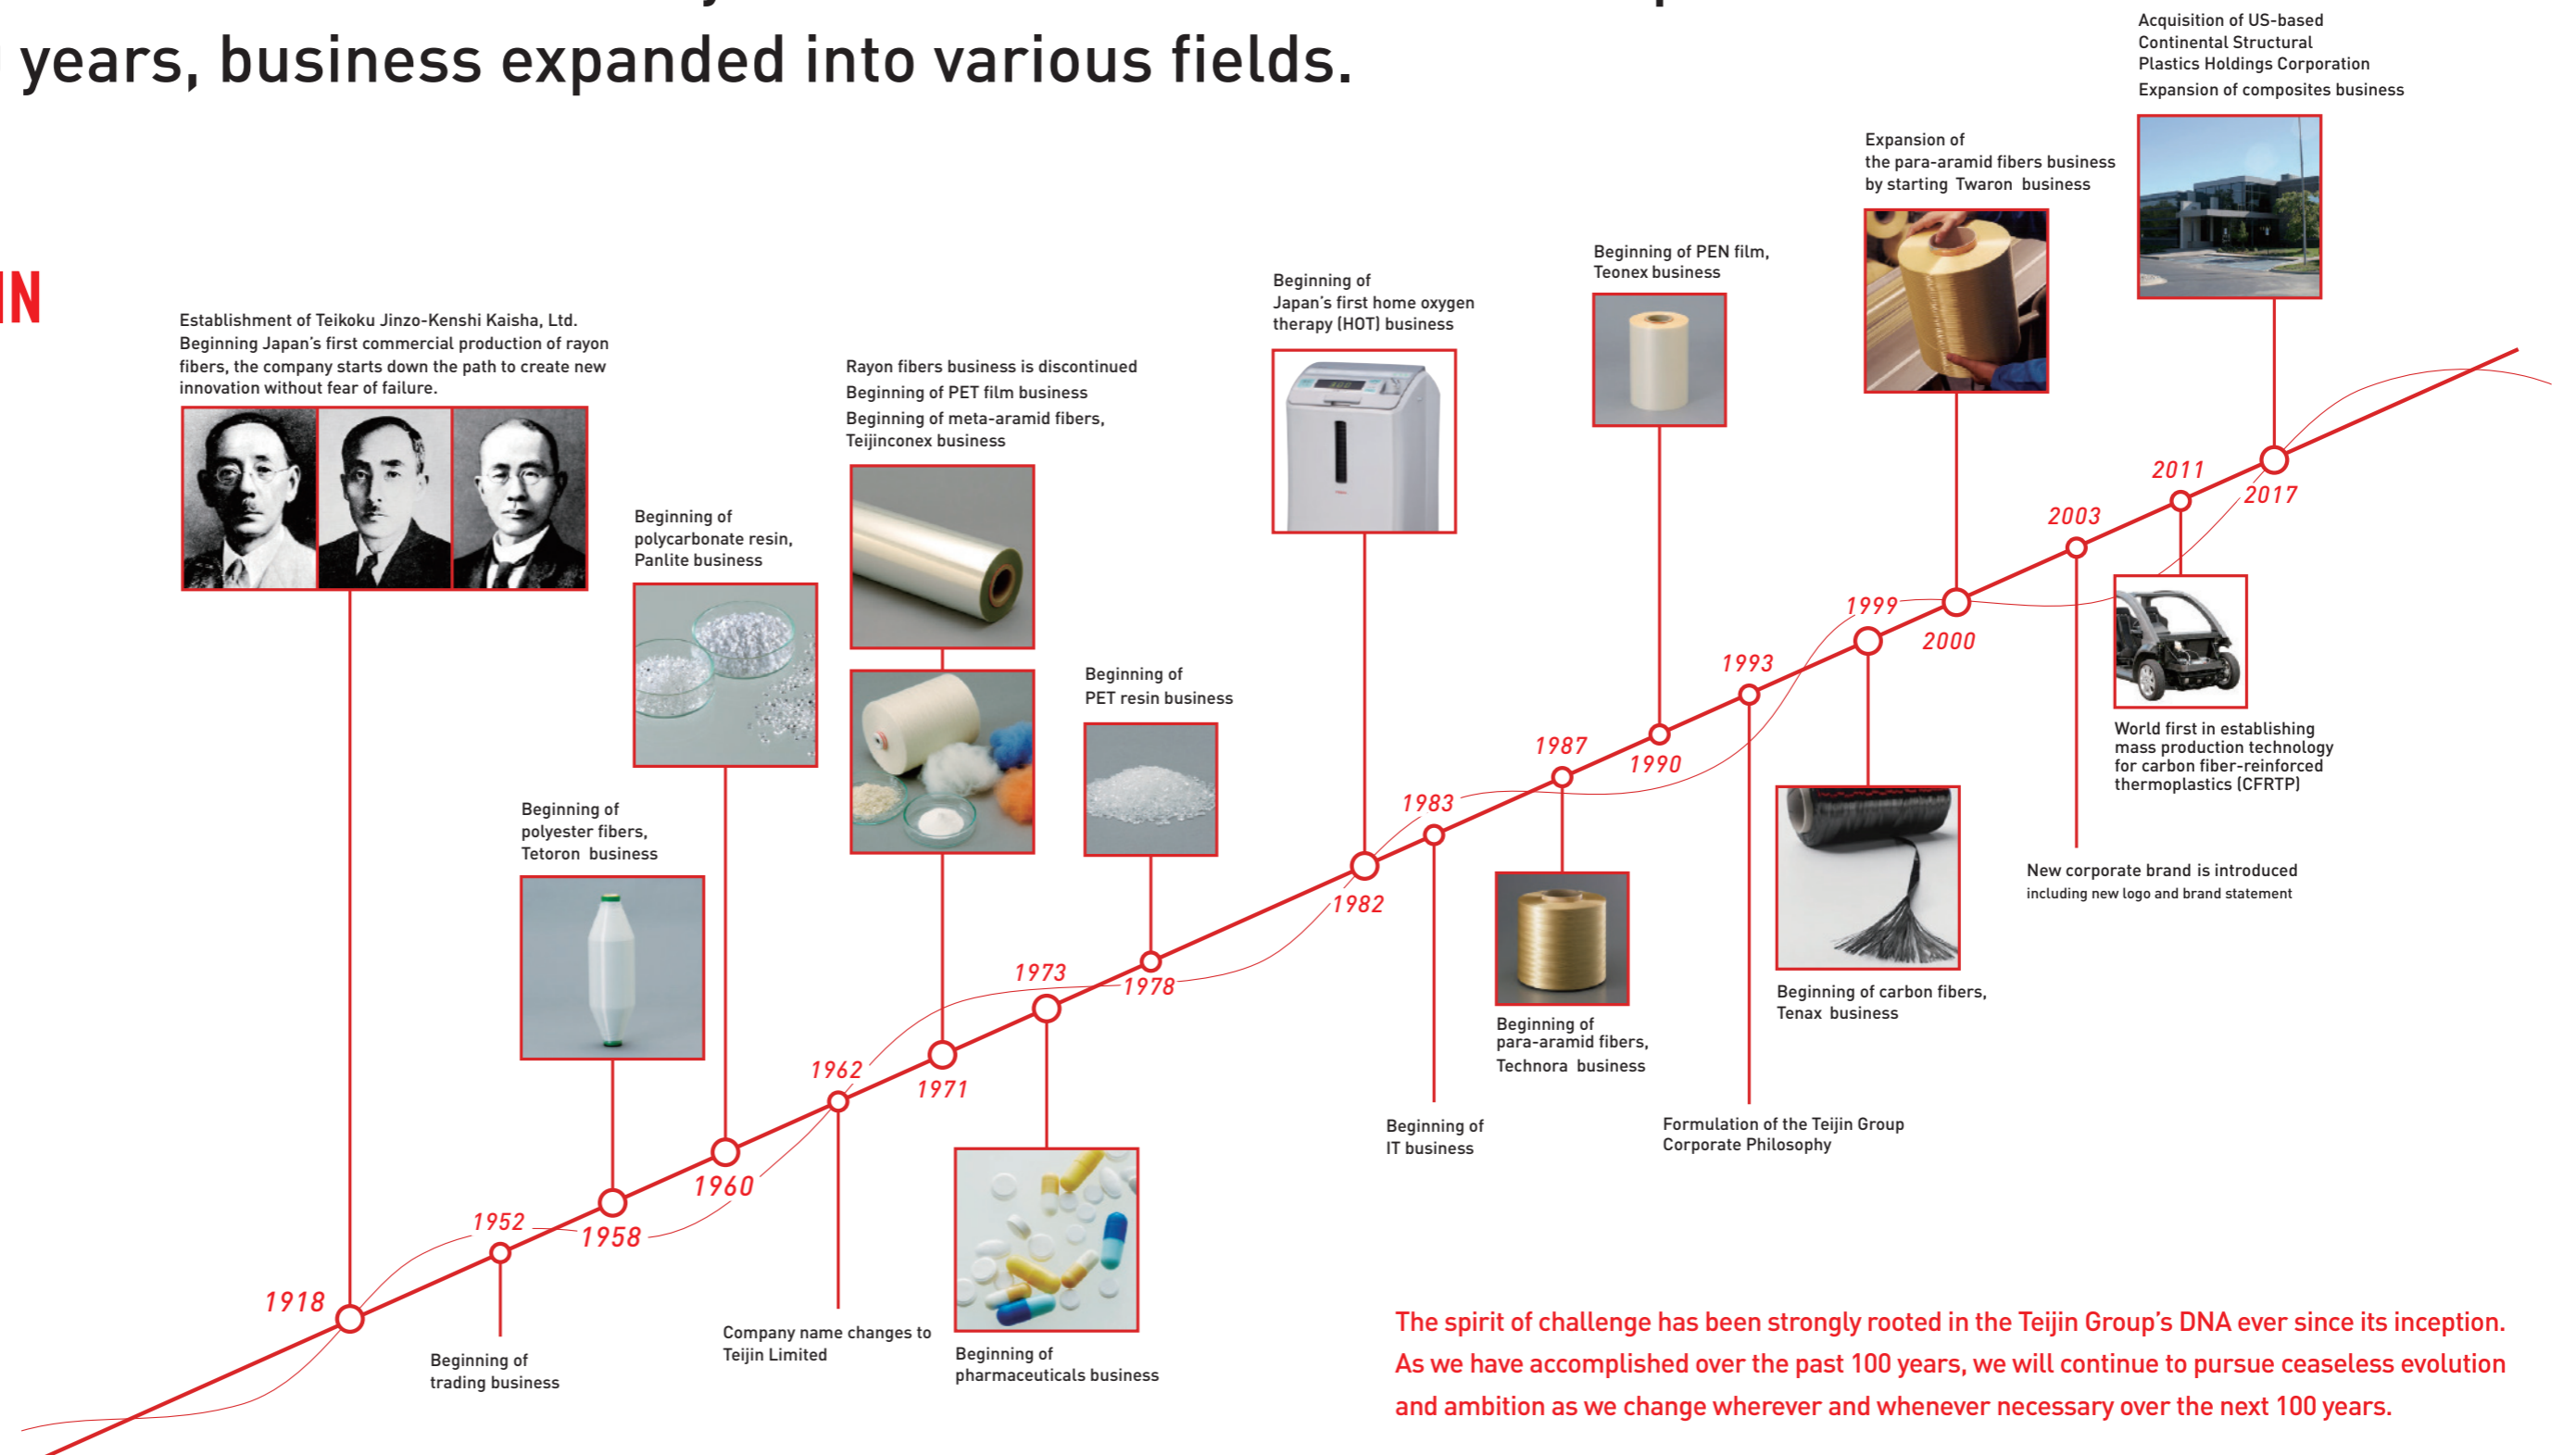 years, business expanded into various fields.
IN
Establishment of Teikoku Jinzo-Kenshi Kaisha, Ltd.
Beginning Japan's first commercial production of rayon
fibers, the company starts down the path to create new
innovation without fear of failure.
1918
1952
Beginning of
trading business
Beginning of
polyester fibers,
Tetoron business
1958
Beginning of
polycarbonate resin,
Panlite business
1960
1962
Company name changes to
Teijin Limited
Rayon fibers business is discontinued
Beginning of PET film business
Beginning of meta-aramid fibers,
Teijinconex business
1971
1973
Beginning of
pharmaceuticals business
Beginning of
PET resin business
1978
Beginning of
Japan's first home oxygen
therapy (HOT) business
1982
1983
Beginning of
IT business
1987
Beginning of
para-aramid fibers,
Technora business
Beginning of PEN film,
Teonex business
1990
1993
Formulation of the Teijin Group
Corporate Philosophy
1999
Beginning of carbon fibers,
Tenax business
Expansion of
the para-aramid fibers business
by starting Twaron business
2000
2003
New corporate brand is introduced
including new logo and brand statement
2011
World first in establishing
mass production technology
for carbon fiber-reinforced
thermoplastics (CFRTP)
Acquisition of US-based
Continental Structural
Plastics Holdings Corporation
Expansion of composites business
2017
The spirit of challenge has been strongly rooted in the Teijin Group's DNA ever since its inception.
As we have accomplished over the past 100 years, we will continue to pursue ceaseless evolution
and ambition as we change wherever and whenever necessary over the next 100 years.